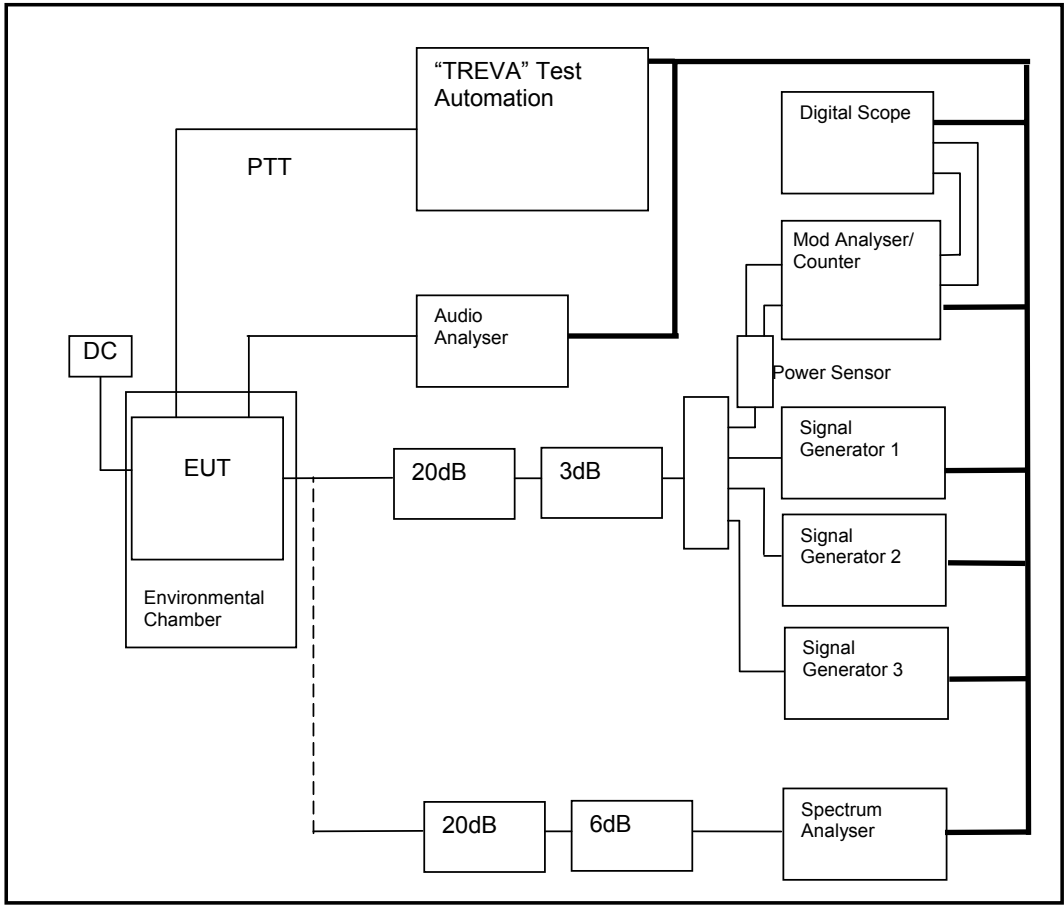 “TREVA” Test
Automation
Digital Scope
PTT
Mod Analyser/
Counter
Audio
Analyser
DC
Power Sensor
EUT
20dB
3dB
Signal
Generator 1
Signal
Generator 2
Environmental
Chamber
Signal
Generator 3
20dB
6dB
Spectrum
Analyser